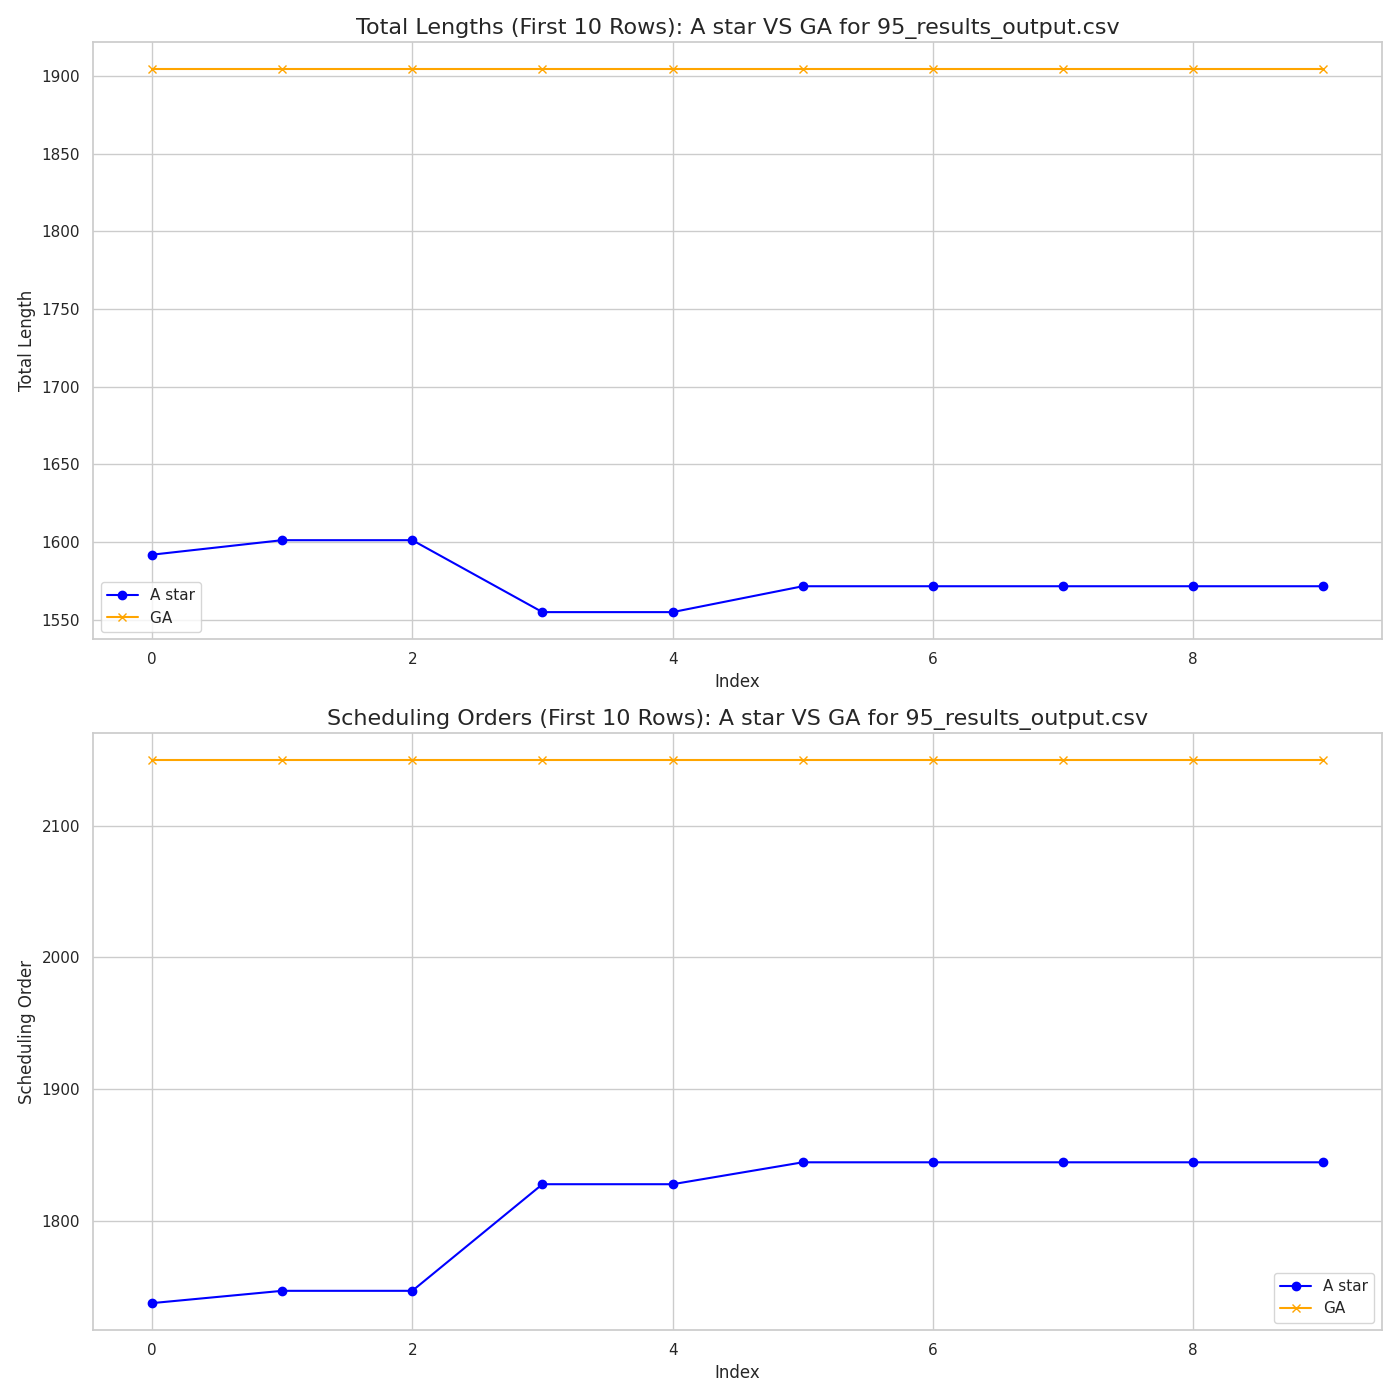 Total Lengths (First 10 Rows): A star VS GA for 95_results_output.csv
1900
1850
1800
1750
1700
1650
1600
1550
Total Length
A star
GA
0 2 4 6 8
Index
Scheduling Orders (First 10 Rows): A star VS GA for 95_results_output.csv
2100
2000
1900
1800
Scheduling Order
A star
GA
0 2 4 6 8
Index